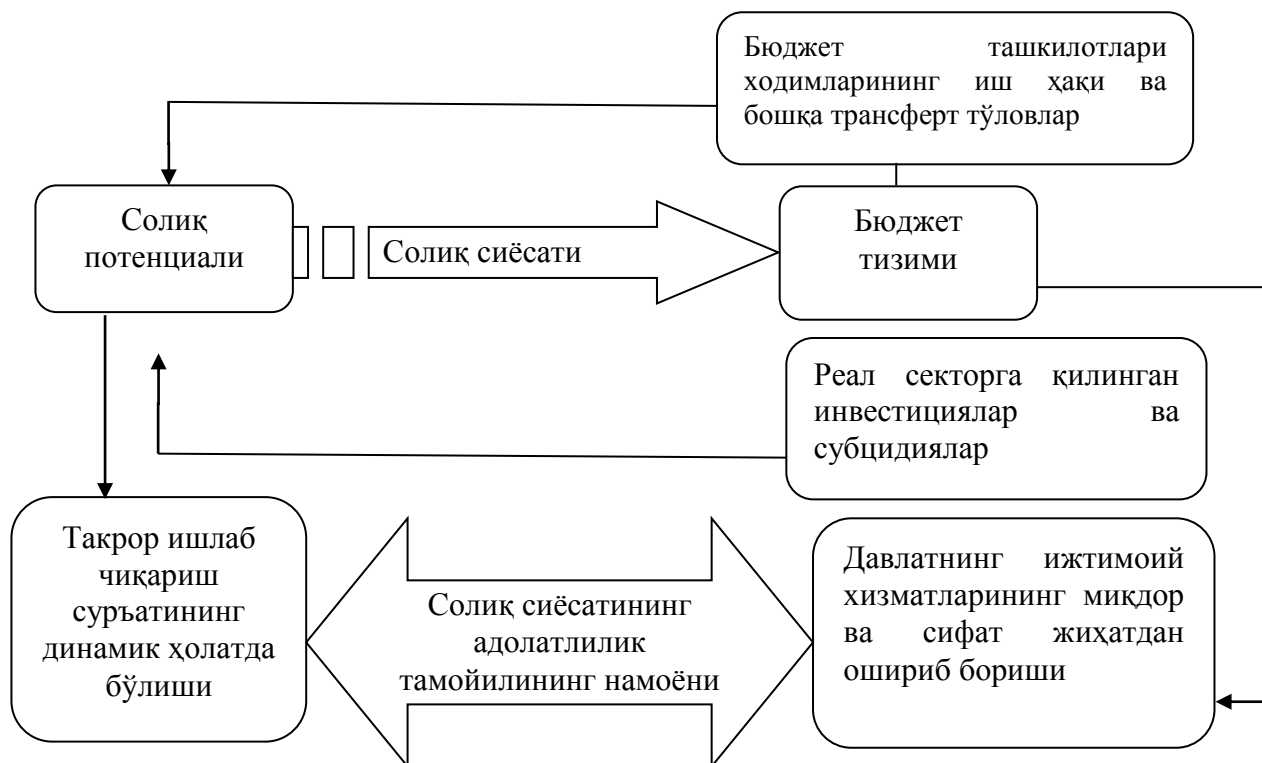 Бюджет ташкилотлари
ходимларининг иш ҳақи ва
бошқа трансферт тўловлар
Солиқ
потенциали
Солиқ сиёсати
Бюджет
тизими
Реал секторга қилинган
инвестициялар ва
субцидиялар
Такрор ишлаб
чиқариш
суръатининг
динамик ҳолатда
бўлиши
Солиқ сиёсатининг
адолатлилик
тамойилининг намоёни
Давлатнинг ижтимоий
хизматларининг миқдор
ва сифат жиҳатдан
ошириб бориши